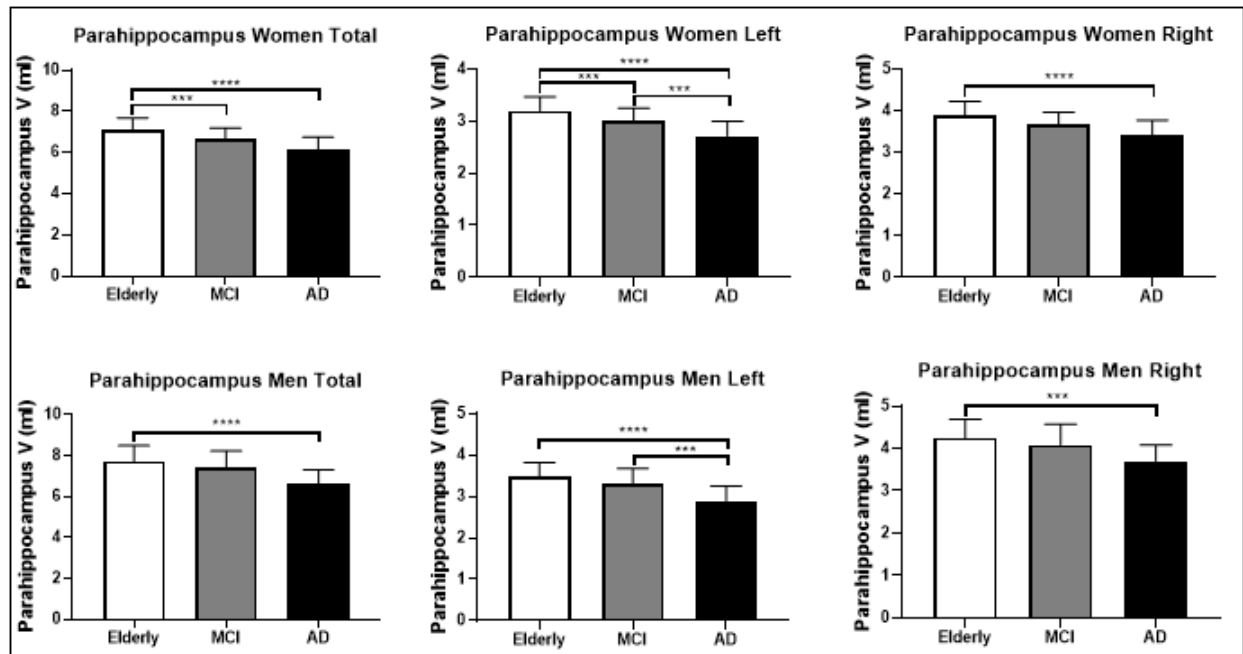 Parahippocampus Women Total
Parahippocampus V (ml)
10
8
6
4
2
0
****
***
Elderly MCI AD
Parahippocampus Women Left
Parahippocampus V (ml)
4
3
2
1
0
****
***
***
Elderly MCI AD
Parahippocampus Women Right
Parahippocampus V (ml)
5
4
3
2
1
0
****
Elderly MCI AD
Parahippocampus Men Total
Parahippocampus V (ml)
10
8
6
4
2
0
****
Elderly MCI AD
Parahippocampus Men Left
Parahippocampus V (ml)
5
4
3
2
1
0
****
***
Elderly MCI AD
Parahippocampus Men Right
Parahippocampus V (ml)
5
4
3
2
1
0
***
Elderly MCI AD